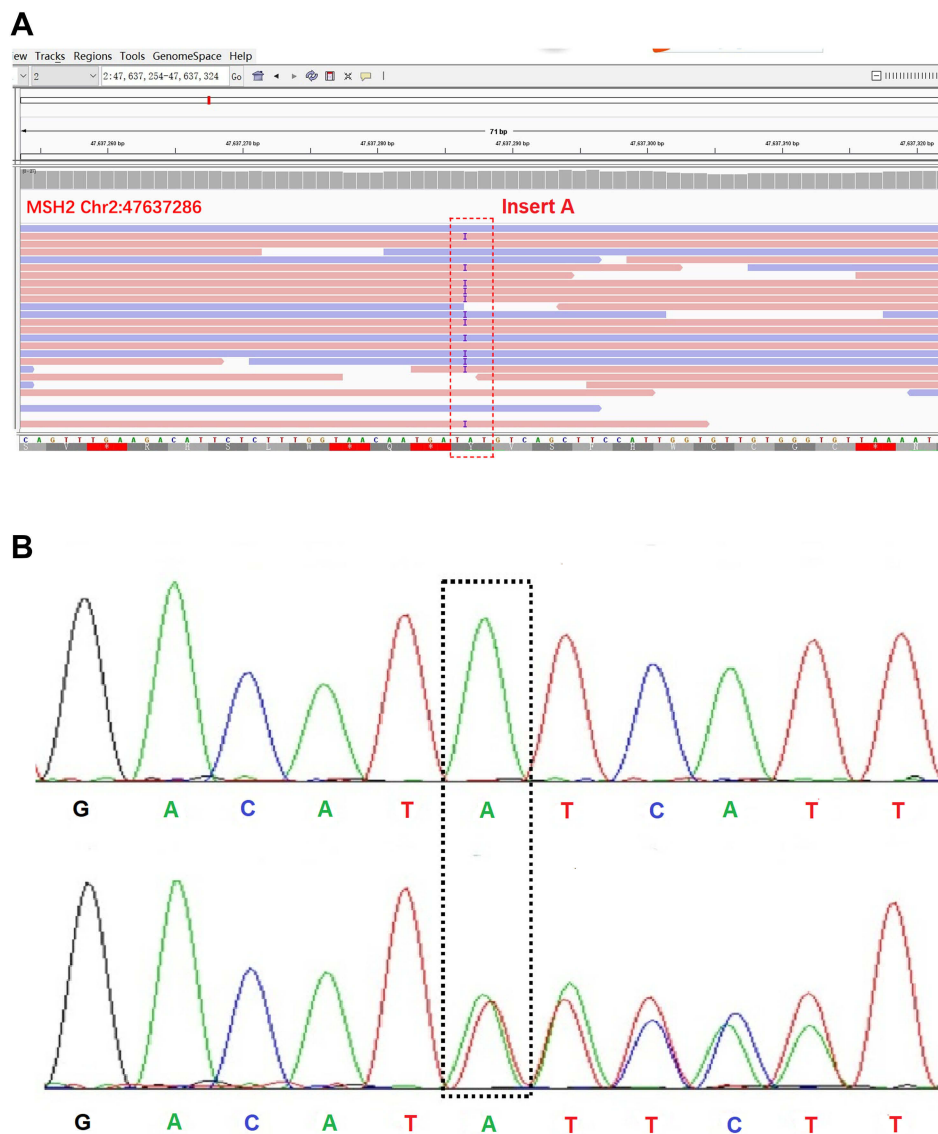 A
ew Tracks Regions Tools GenomeSpace Help
2 2:47,637,254-47,637,324 Go
71 bp
47,637,260 bp 47,637,270 bp 47,637,280 bp 47,637,290 bp 47,637,300 bp 47,637,310 bp 47,637,320 bp
MSH2 Chr2:47637286 Insert A
I
I
I
I
I
I
I
I
I
I
I
I
C A G T T T G A A G A C A T T C T C T T T G G T A A C A A T G A T A T G T C A G C T T C C A T T G G T G T T G T G G G T G T T A A A A T
B
G A C A T A T C A T T
G A C A T A T T C T T